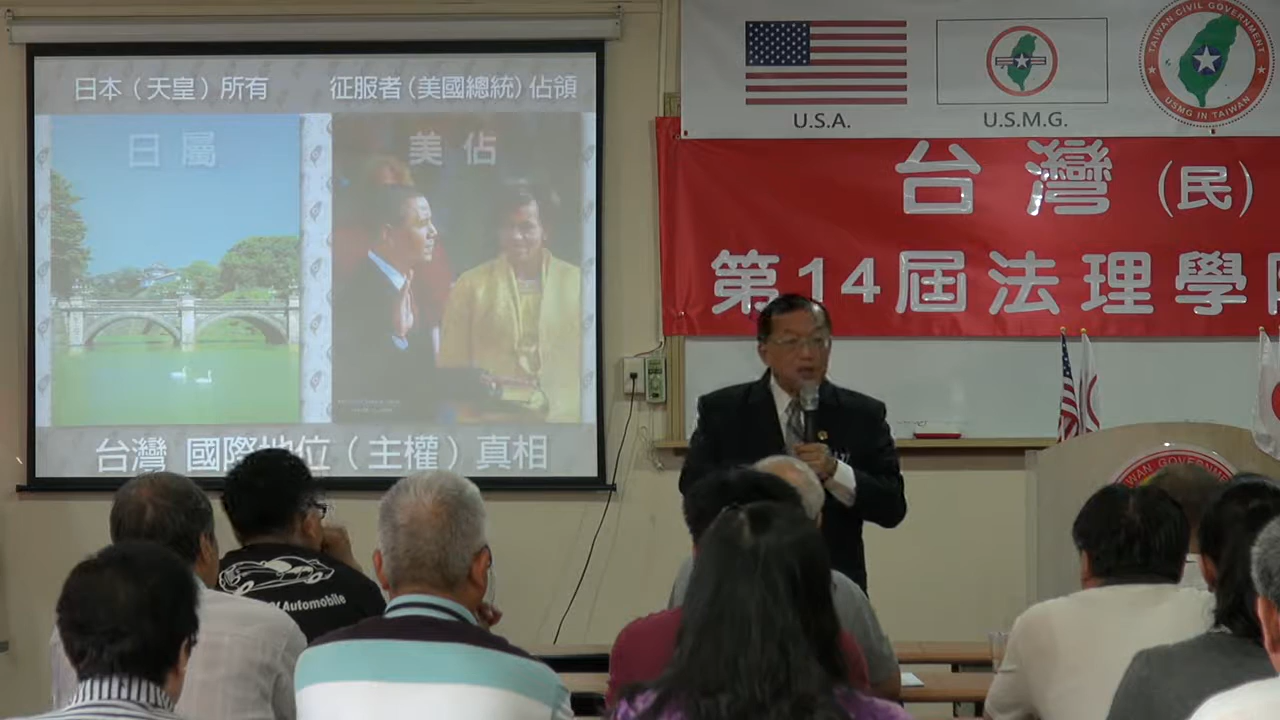 日本（天皇）所有
征服者（美國總統）佔領
日屬
美佔
台灣 國際地位（主權）真相
U.S.A.
U.S.M.G.
TAIWAN CIVIL GOVERNMENT
USMG IN TAIWAN
台灣（民）
第14屆法理學
Automobile